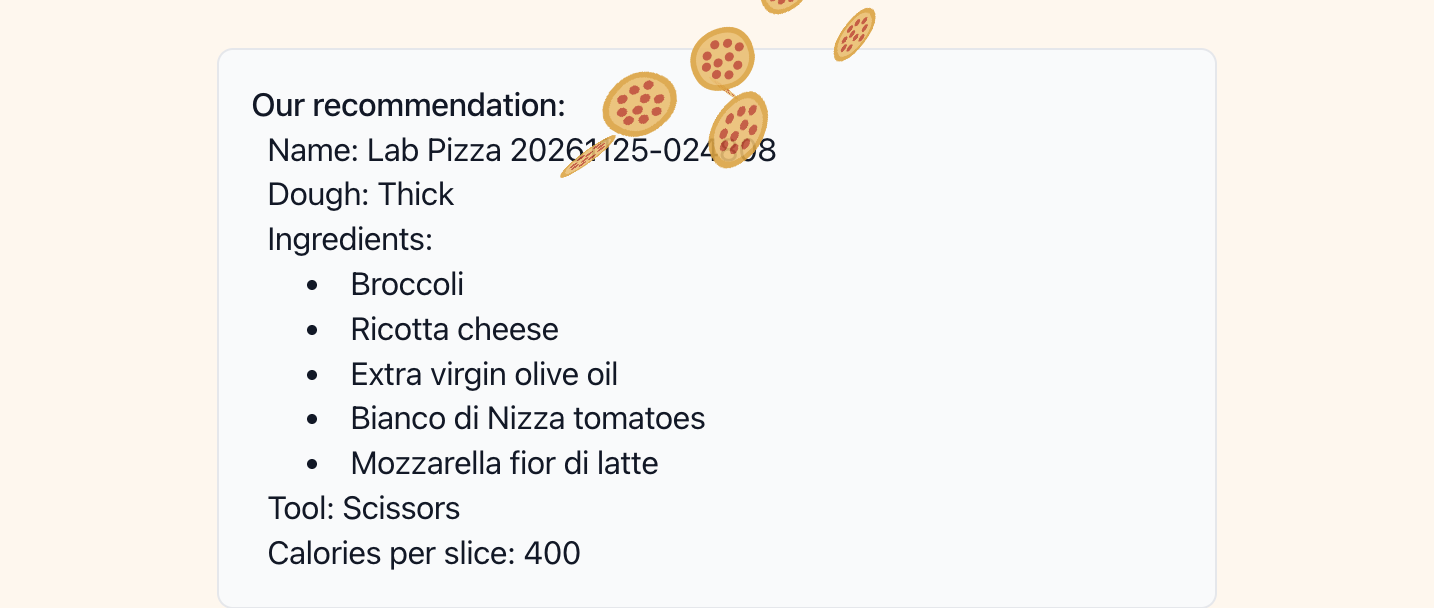 Our recommendation:
Name: Lab Pizza
Dough: Thick
Ingredients:
• Broccoli
• Ricotta cheese
• Extra virgin olive oil
• Bianco di Nizza tomatoes
• Mozzarella fior di latte
Tool: Scissors
Calories per slice: 400